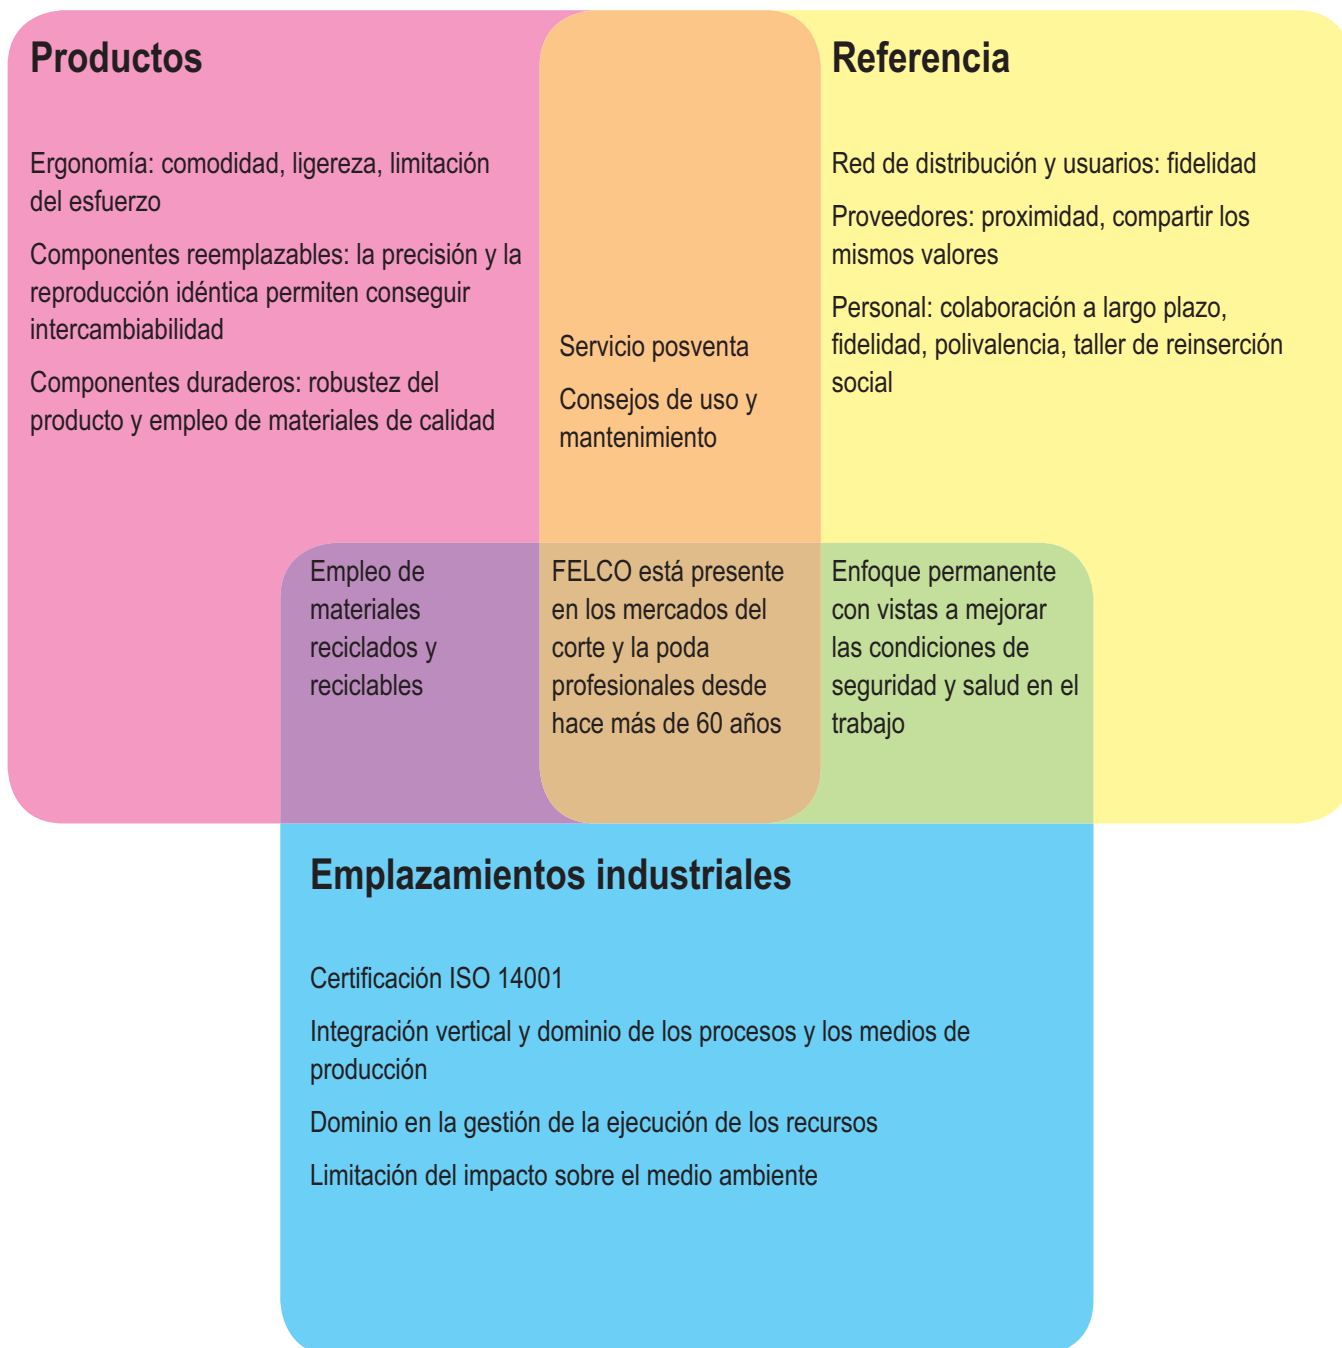 Productos
Ergonomía: comodidad, ligereza, limitación
del esfuerzo
Componentes reemplazables: la precisión y la
reproducción idéntica permiten conseguir
intercambiabilidad
Componentes duraderos: robustez del
producto y empleo de materiales de calidad
Servicio posventa
Consejos de uso y
mantenimiento
Referencia
Red de distribución y usuarios: fidelidad
Proveedores: proximidad, compartir los
mismos valores
Personal: colaboración a largo plazo,
fidelidad, polivalencia, taller de reinserción
social
Empleo de
materiales
reciclados y
reciclables
FELCO está presente
en los mercados del
corte y la poda
profesionales desde
hace más de 60 años
Enfoque permanente
con vistas a mejorar
las condiciones de
seguridad y salud en el
trabajo
Emplazamientos industriales
Certificación ISO 14001
Integración vertical y dominio de los procesos y los medios de
producción
Dominio en la gestión de la ejecución de los recursos
Limitación del impacto sobre el medio ambiente